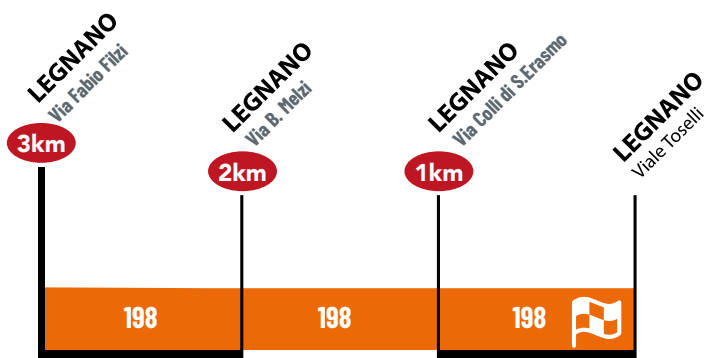 LEGNANO
Via Fabio Filzi
3km
LEGNANO
Via B. Melzi
2km
LEGNANO
Via Colli di S.Erasmo
1km
LEGNANO
Viale Toselli
198
198
198